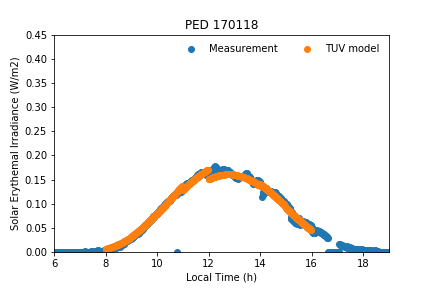 PED 170118
Measurement
TUV model
Solar Erythemal Irradiance (W/m2)
0.45
0.40
0.35
0.30
0.25
0.20
0.15
0.10
0.05
0.00
6 8 10 12 14 16 18
Local Time (h)